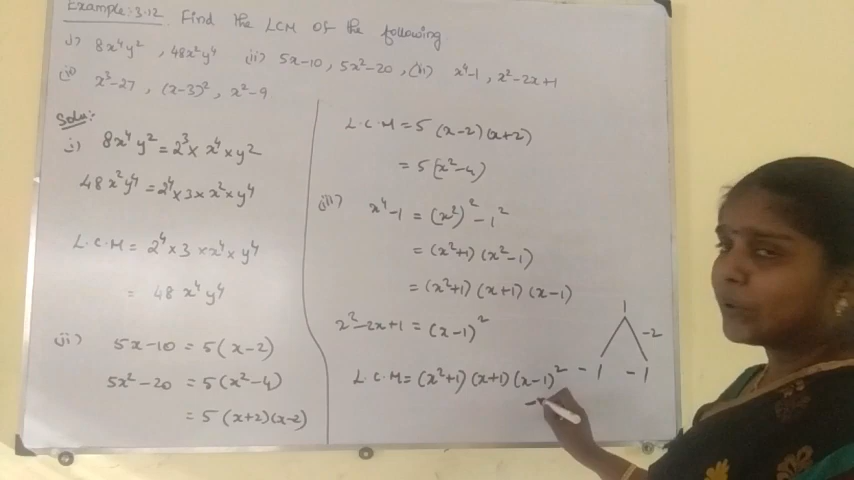 Example:3.12. Find the LCM of the following
i) 8x⁴y², 48x²y⁴ (ii) 5x-10, 5x²-20, (iii) x⁴-1, x²-2x+1
(iv) x³-27, (x-3)², x²-9
Solu:
i) 8x⁴y² = 2³ × x⁴ × y²
48x²y⁴ = 2⁴ × 3 × x² × y⁴
L.C.M = 2⁴ × 3 × x⁴ × y⁴
= 48 x⁴y⁴
ii) 5x-10 = 5(x-2)
5x²-20 = 5(x²-4)
= 5(x+2)(x-2)
L.C.M = 5(x-2)(x+2)
= 5(x²-4)
(iii) x⁴-1 = (x²)²-1²
= (x²+1)(x²-1)
= (x²+1)(x+1)(x-1)
x²-2x+1 = (x-1)²
L.C.M = (x²+1)(x+1)(x-1)²
1
-2
-1 -1